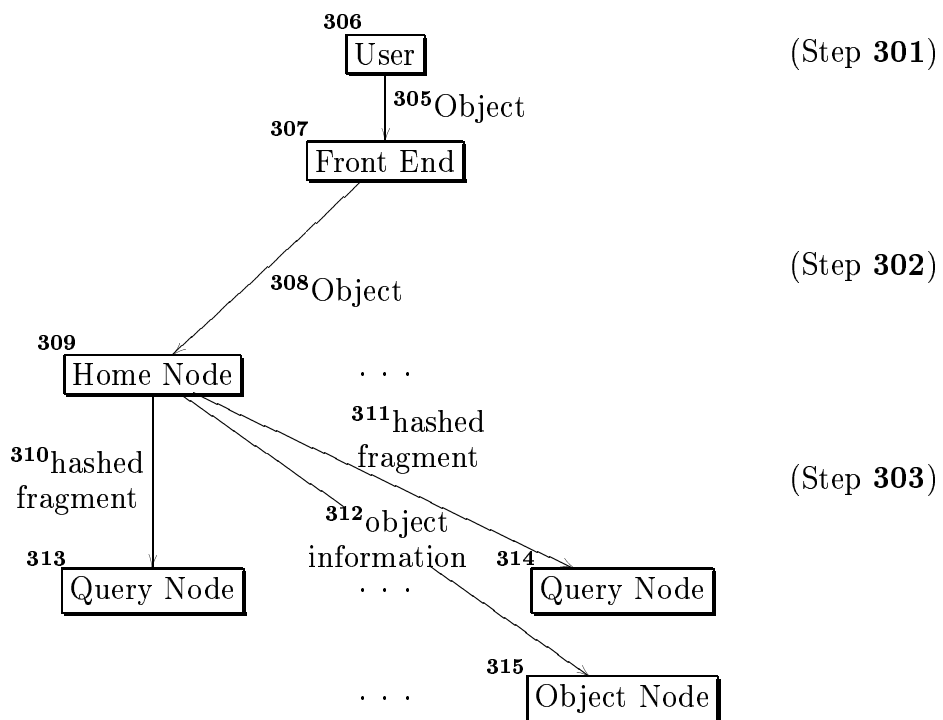 306
User
(Step 301)
305Object
307
Front End
(Step 302)
308Object
309
Home Node
. . .
311hashed
fragment
310hashed
fragment
(Step 303)
312object
information
313
Query Node
. . .
314
Query Node
315
. . .
Object Node